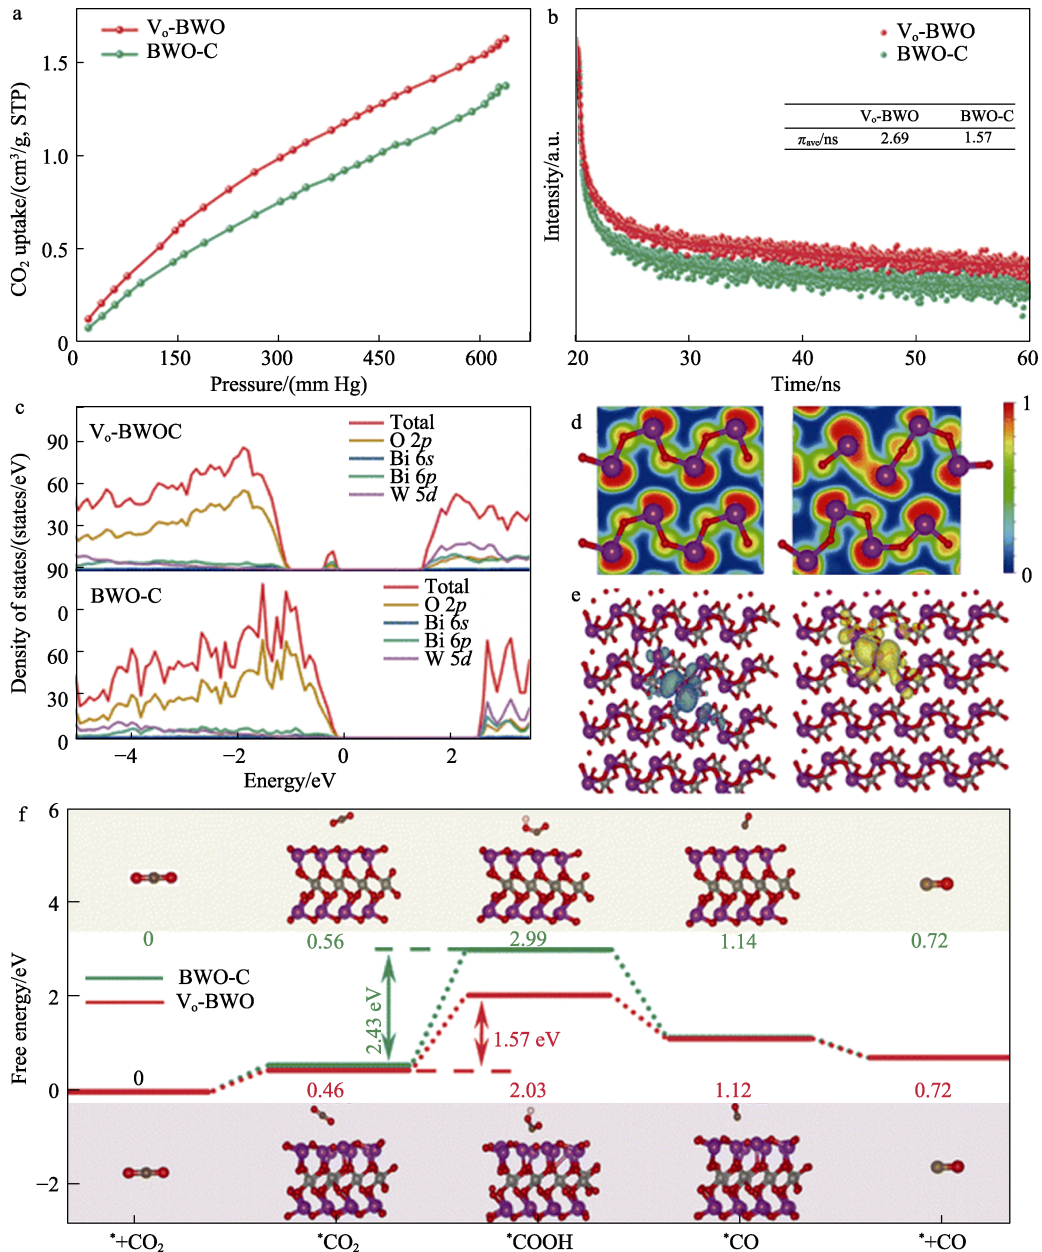 a
Vo-BWO
BWO-C
1.5
1.0
0.5
0
CO2 uptake/(cm3/g, STP)
0 150 300 450 600
Pressure/(mm Hg)
b
Vo-BWO
BWO-C
Vo-BWO BWO-C
πave/ns 2.69 1.57
Intensity/a.u.
20 30 40 50 60
Time/ns
c
Vo-BWOC
Total
O 2p
Bi 6s
Bi 6p
W 5d
90
60
30
90
BWO-C
Total
O 2p
Bi 6s
Bi 6p
W 5d
0
60
30
0
Density of states/(states/eV)
−4 −2 0 2
Energy/eV
d
1
0
e
f
6
4
2
0
−2
Free energy/eV
0 0.56 2.99 1.14 0.72
BWO-C
Vo-BWO
2.43 eV
1.57 eV
0 0.46 2.03 1.12 0.72
*+CO2 *CO2 *COOH *CO *+CO